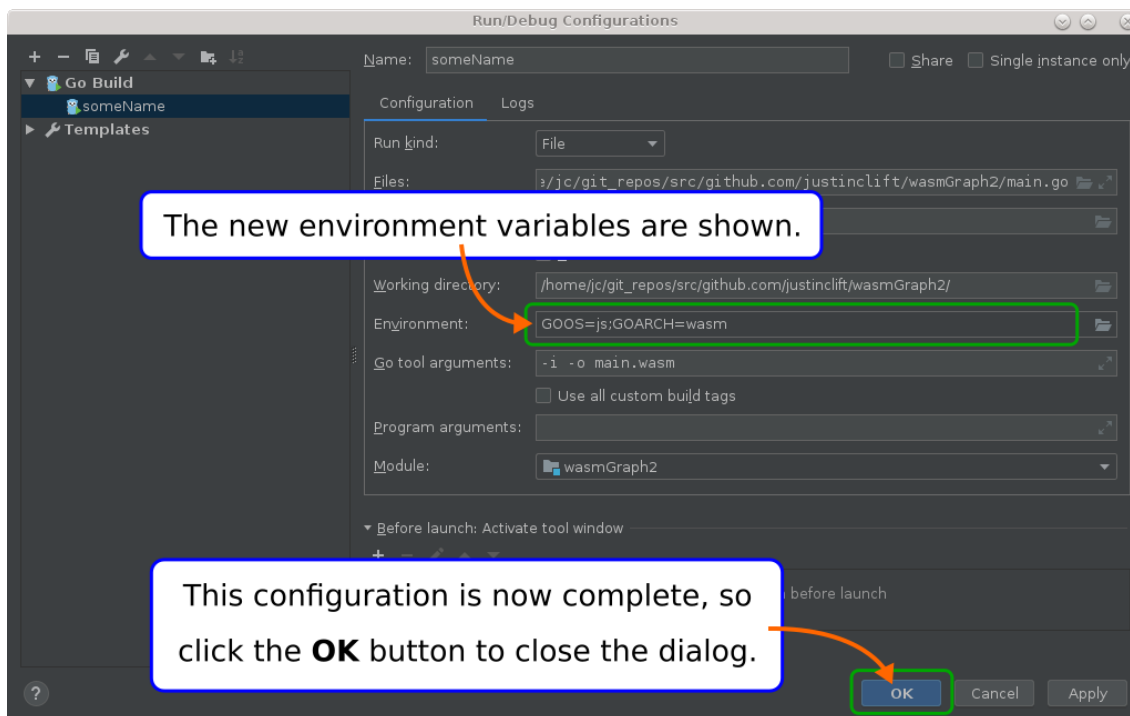 Run/Debug Configurations
Name: someName
Share
Single instance only
Go Build
someName
Templates
Configuration Logs
Run kind: File
Files: /jc/git_repos/src/github.com/justinclift/wasmGraph2/main.go
The new environment variables are shown.
Working directory: /home/jc/git_repos/src/github.com/justinclift/wasmGraph2/
Environment: GOOS=js;GOARCH=wasm
Go tool arguments: -i -o main.wasm
Use all custom build tags
Program arguments:
Module: wasmGraph2
Before launch: Activate tool window
before launch
This configuration is now complete, so
click the OK button to close the dialog.
? OK Cancel Apply